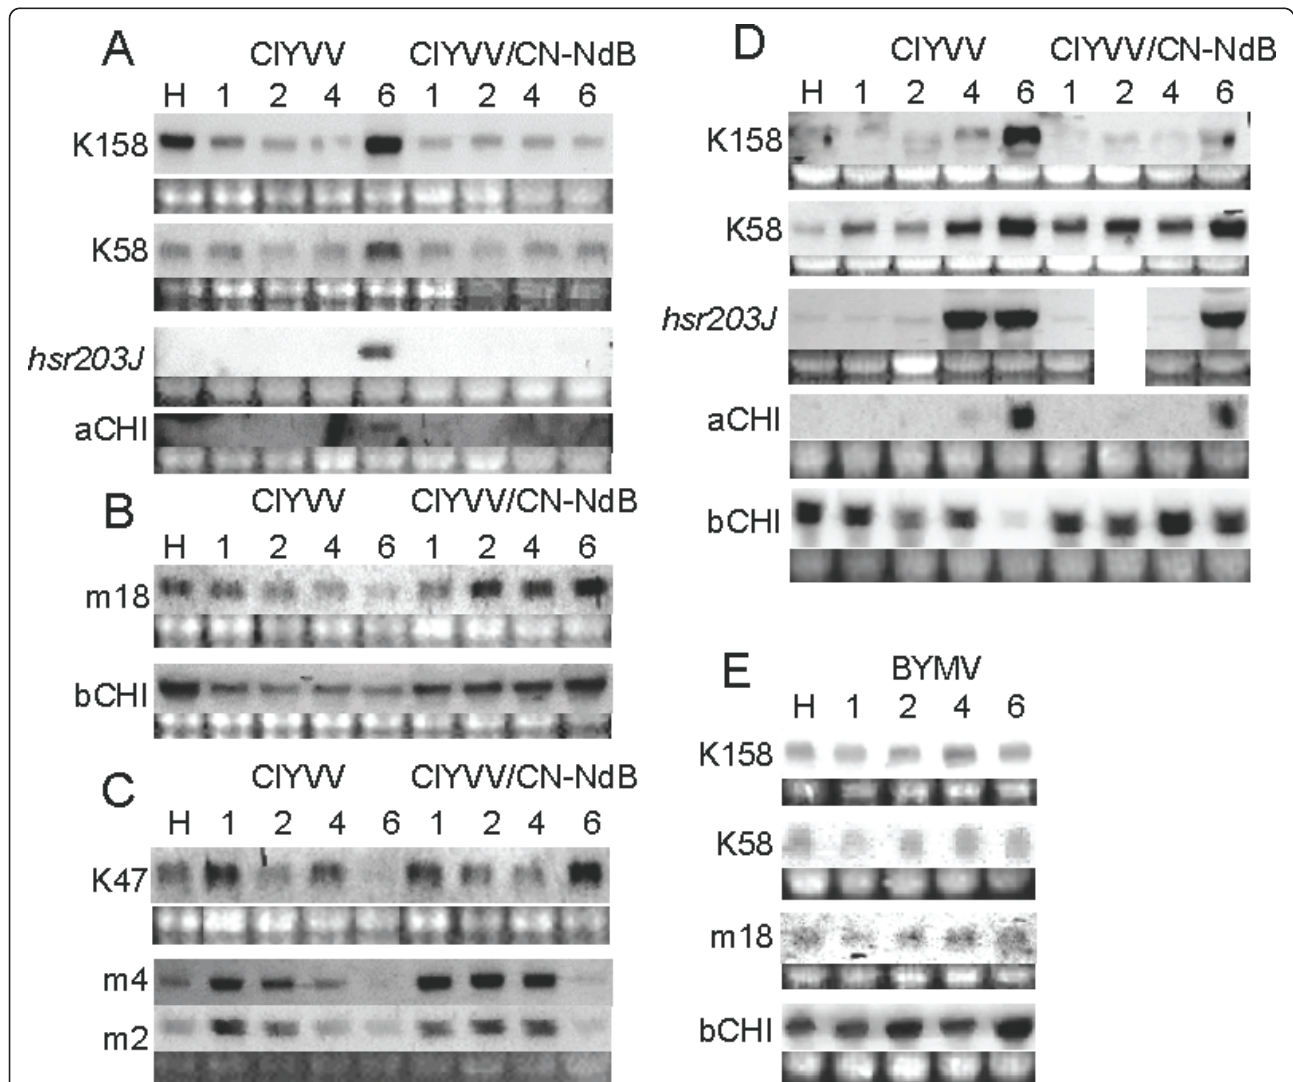 A
ClYVV ClYVV/CN-NdB
H 1 2 4 6 1 2 4 6
K158
K58
hsr203J
aCHI
B
ClYVV ClYVV/CN-NdB
H 1 2 4 6 1 2 4 6
m18
bCHI
C
ClYVV ClYVV/CN-NdB
H 1 2 4 6 1 2 4 6
K47
m4
m2
D
ClYVV ClYVV/CN-NdB
H 1 2 4 6 1 2 4 6
K158
K58
hsr203J
aCHI
bCHI
E
BYMV
H 1 2 4 6
K158
K58
m18
bCHI